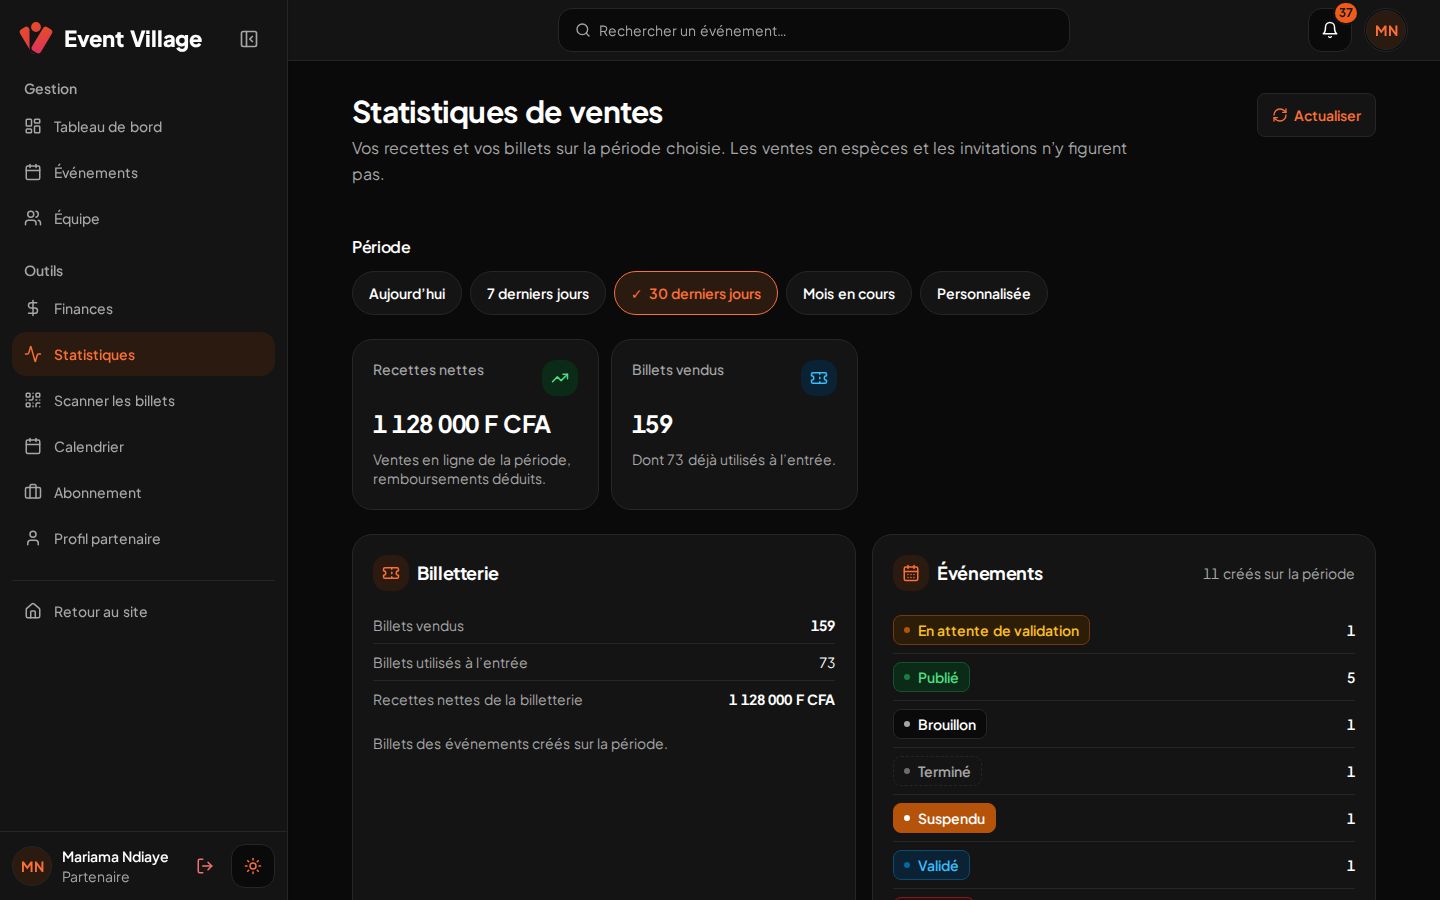 Event Village
Rechercher un événement…
37
MN
Gestion
Tableau de bord
Événements
Équipe
Outils
Finances
Statistiques
Scanner les billets
Calendrier
Abonnement
Profil partenaire
Retour au site
MN
Mariama Ndiaye
Partenaire
Statistiques de ventes
Actualiser
Vos recettes et vos billets sur la période choisie. Les ventes en espèces et les invitations n’y figurent
pas.
Période
Aujourd’hui
7 derniers jours
✓ 30 derniers jours
Mois en cours
Personnalisée
Recettes nettes
1 128 000 F CFA
Ventes en ligne de la période,
remboursements déduits.
Billets vendus
159
Dont 73 déjà utilisés à l’entrée.
Billetterie
Billets vendus 159
Billets utilisés à l’entrée 73
Recettes nettes de la billetterie 1 128 000 F CFA
Billets des événements créés sur la période.
Événements 11 créés sur la période
En attente de validation 1
Publié 5
Brouillon 1
Terminé 1
Suspendu 1
Validé 1